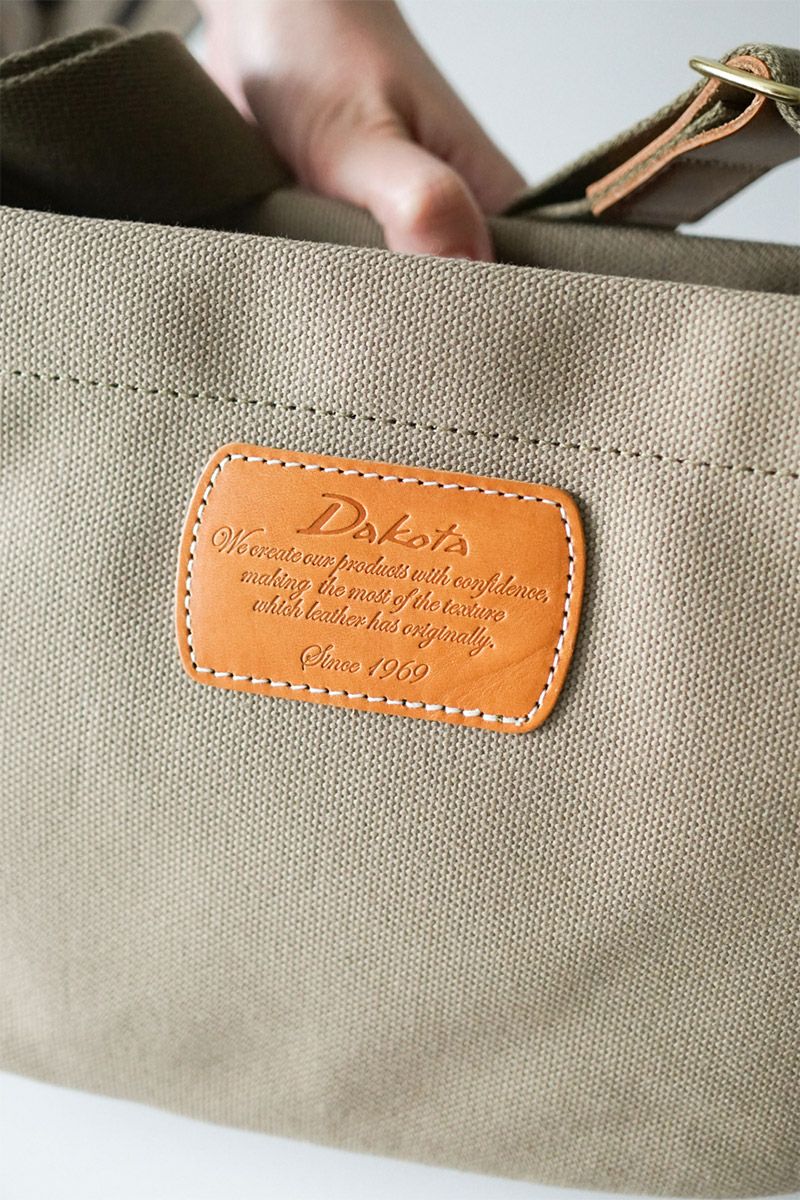 Dakota
We create our products with confidence,
making the most of the texture
which leather has originally.
Since 1969